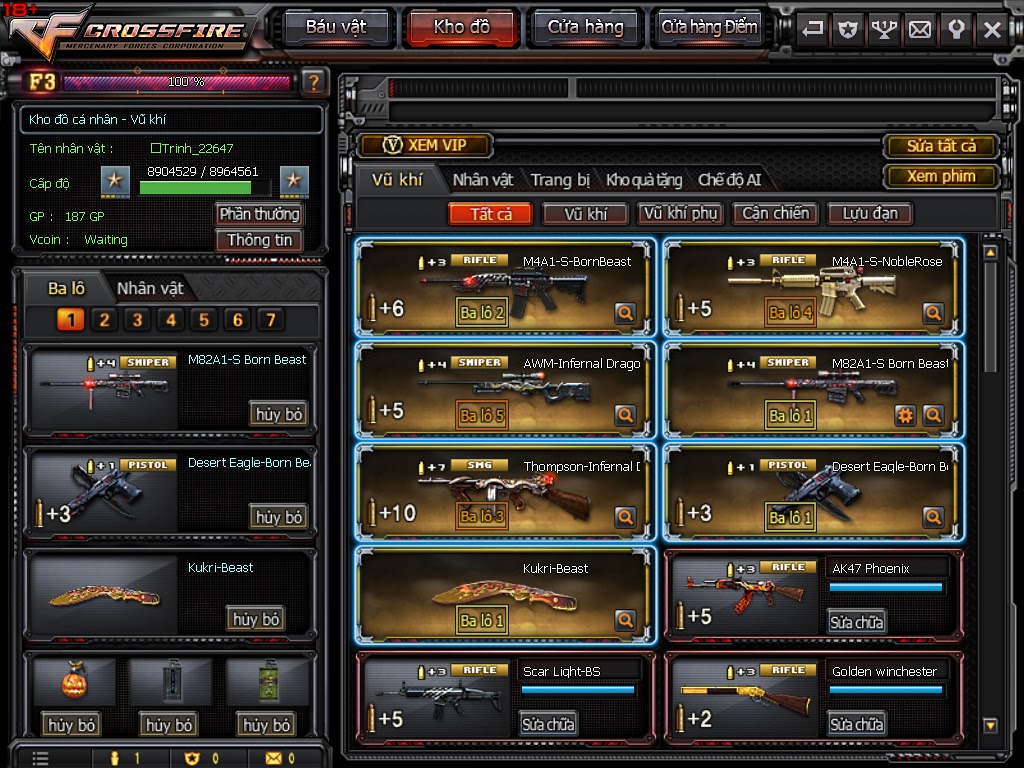 18+
CROSSFIRE
MERCENARY FORCES CORPORATION
Báu vật
Kho đồ
Cửa hàng
Cửa hàng Điểm
F3
100 %
?
Kho đồ cá nhân - Vũ khí
Tên nhân vật :
□Trinh_22647
Cấp độ
8904529 / 8964561
GP : 187 GP
Phần thưởng
Vcoin : Waiting
Thông tin
Ba lô
Nhân vật
1 2 3 4 5 6 7
+4 SNIPER
M82A1-S Born Beast
hủy bỏ
+1 PISTOL
Desert Eagle-Born Be
+3
hủy bỏ
Kukri-Beast
hủy bỏ
hủy bỏ
hủy bỏ
hủy bỏ
1
0
0
V XEM VIP
Sửa tất cả
Xem phim
Vũ khí
Nhân vật
Trang bị
Kho quà tặng
Chế độ AI
Tất cả
Vũ khí
Vũ khí phụ
Cận chiến
Lựu đạn
+3 RIFLE
M4A1-S-BornBeast
+6
Ba lô 2
+3 RIFLE
M4A1-S-NobleRose
+5
Ba lô 4
+4 SNIPER
AWM-Infernal Drago
+5
Ba lô 5
+4 SNIPER
M82A1-S Born Beast
Ba lô 1
+7 SMG
Thompson-Infernal D
+10
Ba lô 3
+1 PISTOL
Desert Eagle-Born B
+3
Ba lô 1
Kukri-Beast
Ba lô 1
+3 RIFLE
AK47 Phoenix
+5
Sửa chữa
+3 RIFLE
Scar Light-BS
+5
Sửa chữa
+3 RIFLE
Golden winchester
+2
Sửa chữa